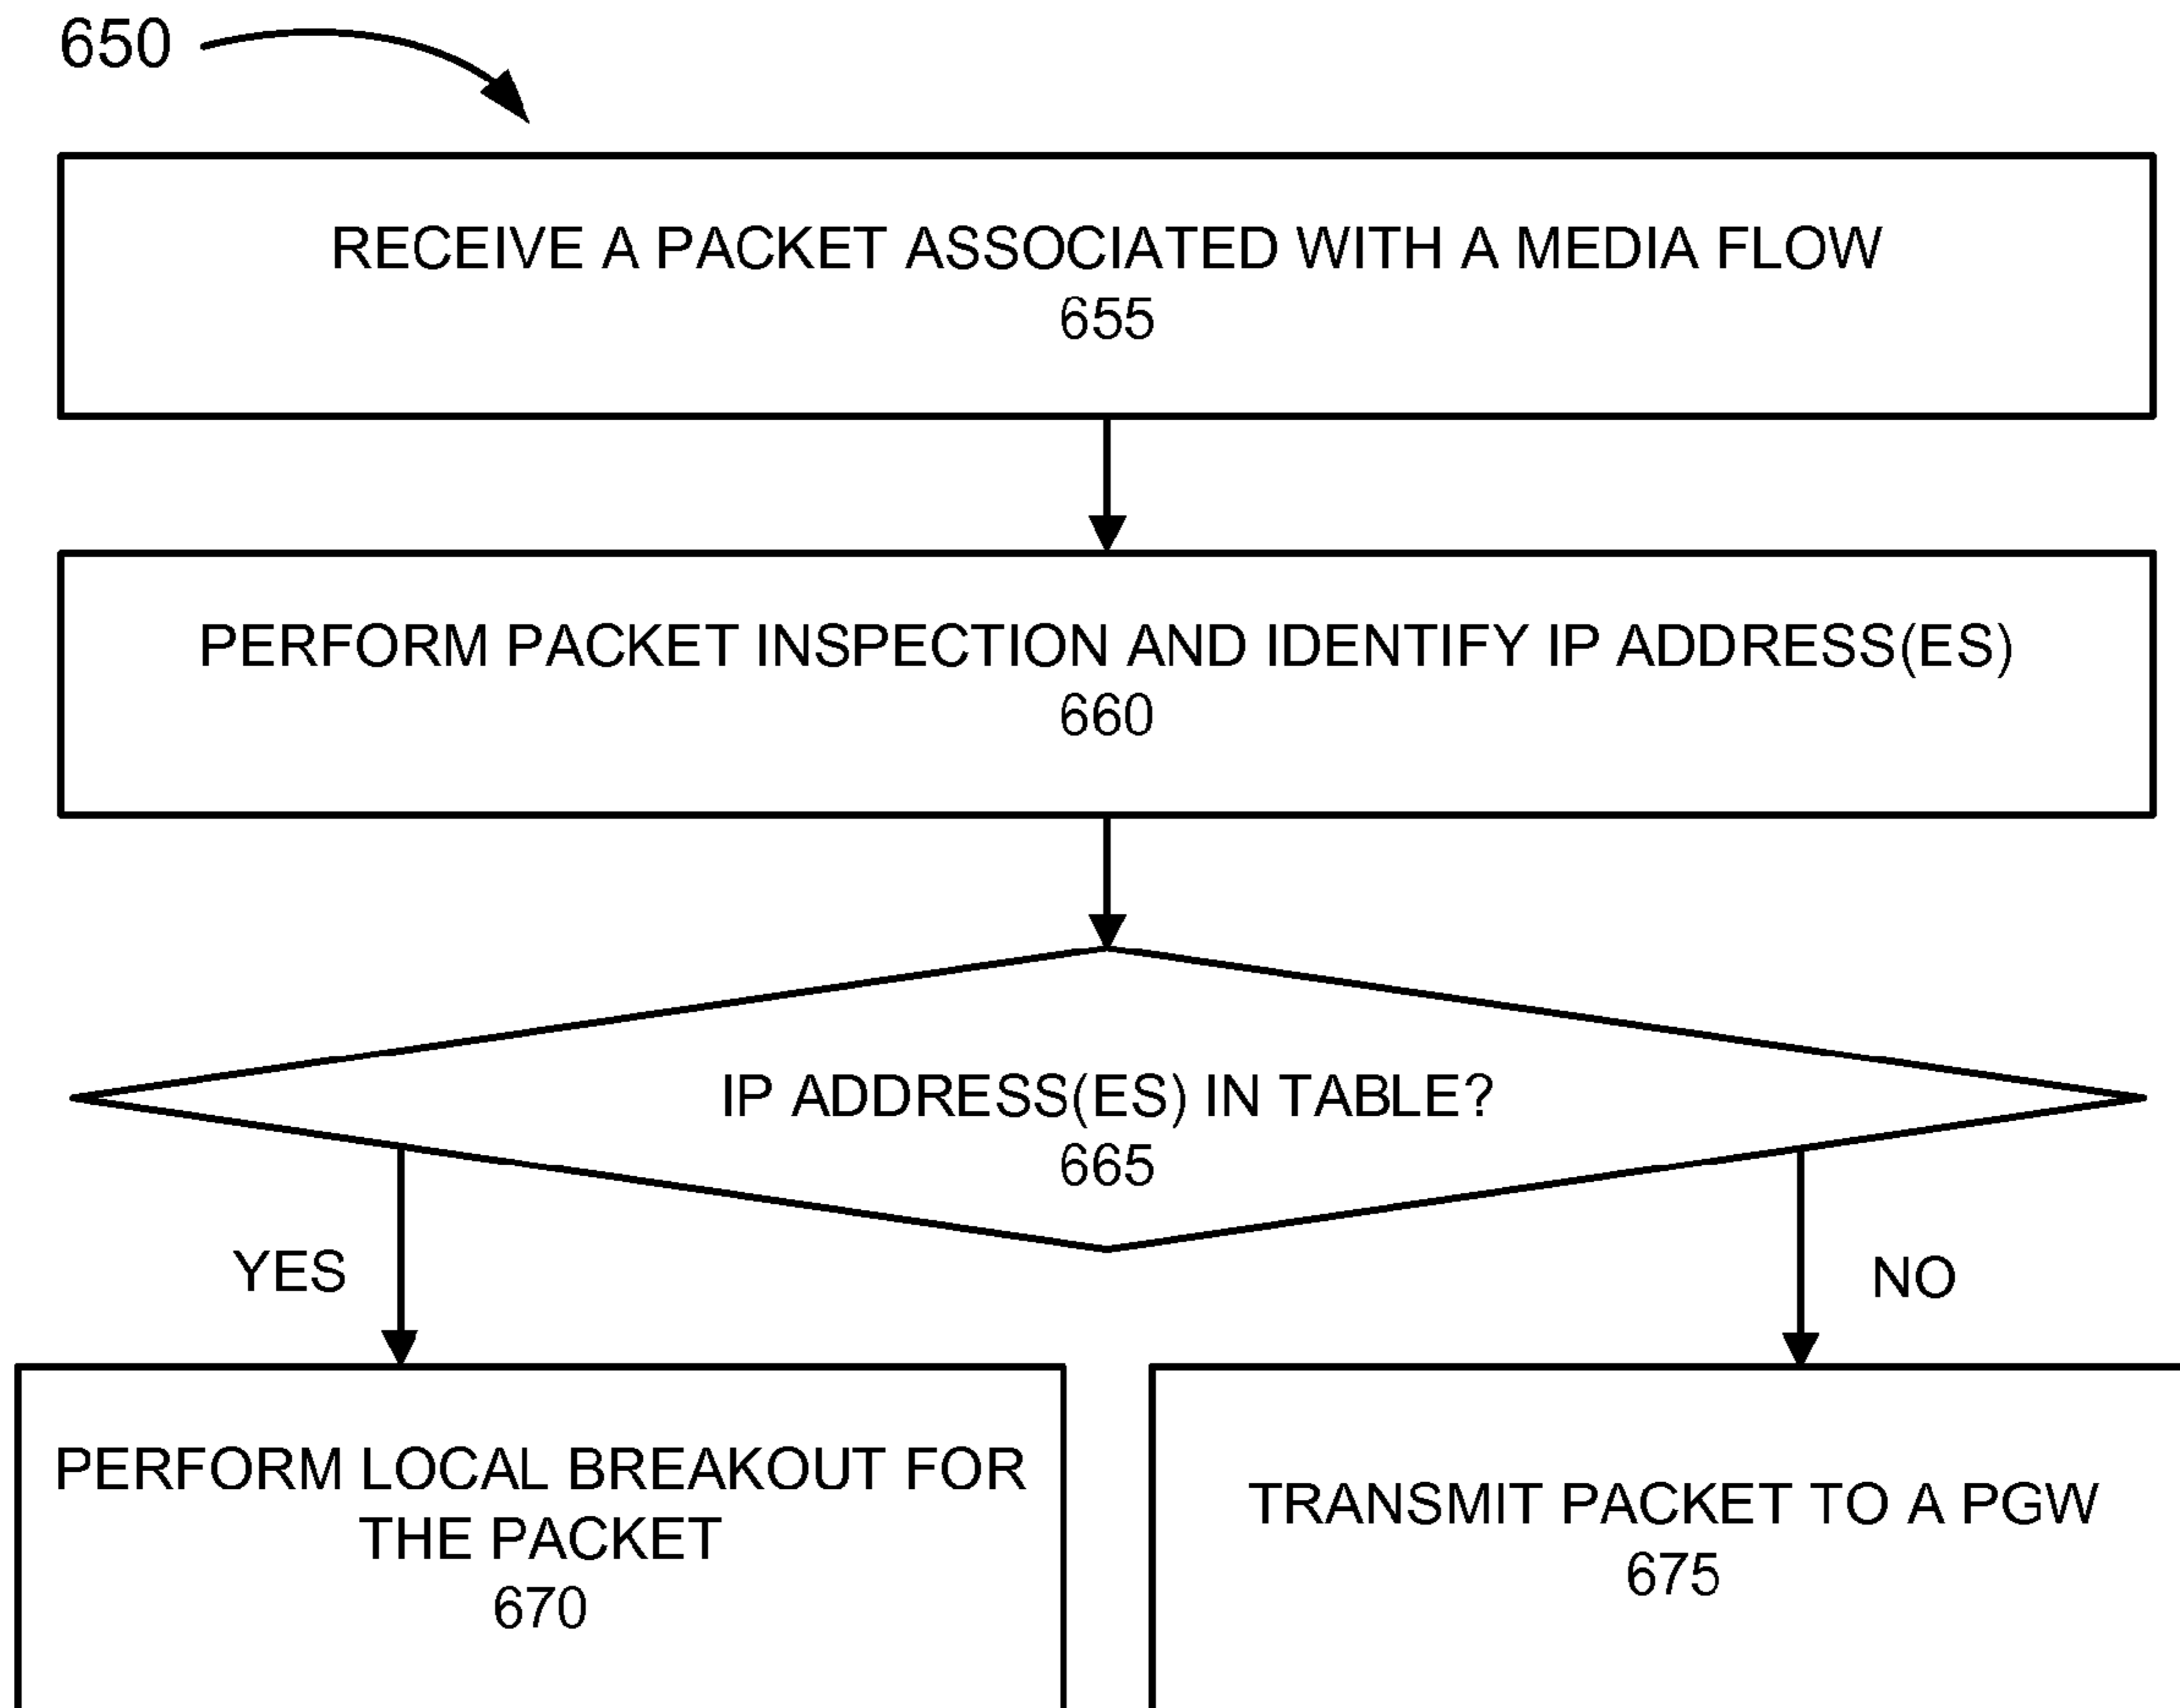 650
RECEIVE A PACKET ASSOCIATED WITH A MEDIA FLOW
655
PERFORM PACKET INSPECTION AND IDENTIFY IP ADDRESS(ES)
660
IP ADDRESS(ES) IN TABLE?
665
YES
NO
PERFORM LOCAL BREAKOUT FOR
THE PACKET
670
TRANSMIT PACKET TO A PGW
675